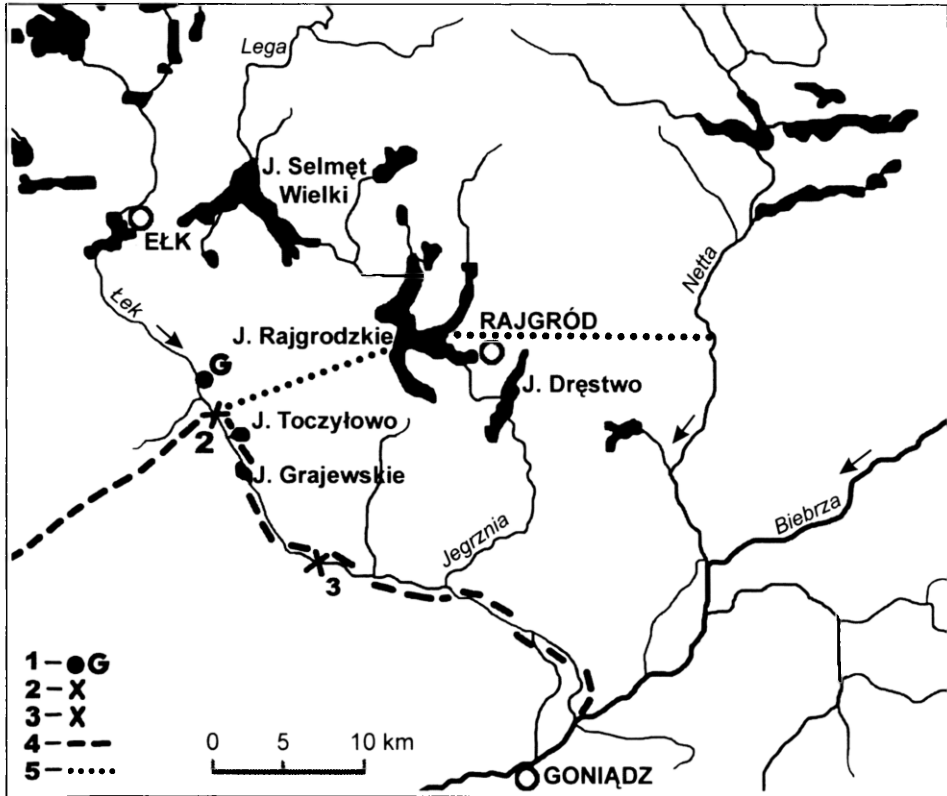 Lega
J. Selmęt
Wielki
EŁK
Łek
Netta
J. Rajgrodzkie
RAJGRÓD
G
J. Dręstwo
J. Toczyłowo
2
J. Grajewskie
Biebrza
Jegrznia
3
1 – G
2 – X
3 – X
4 –
5 –
0 5 10 km
GONIĄDZ